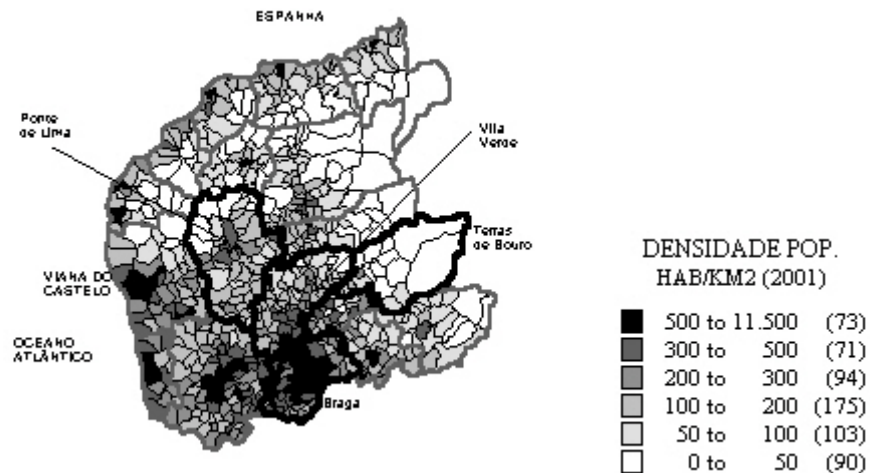 ESPANHA
Ponte
de Lima
Vila
Verde
Terras
de Bouro
VIANA DO
CASTELO
OCEANO
ATLÂNTICO
Braga
DENSIDADE POP.
HAB/KM2 (2001)
500 to 11.500 (73)
300 to 500 (71)
200 to 300 (94)
100 to 200 (175)
50 to 100 (103)
0 to 50 (90)